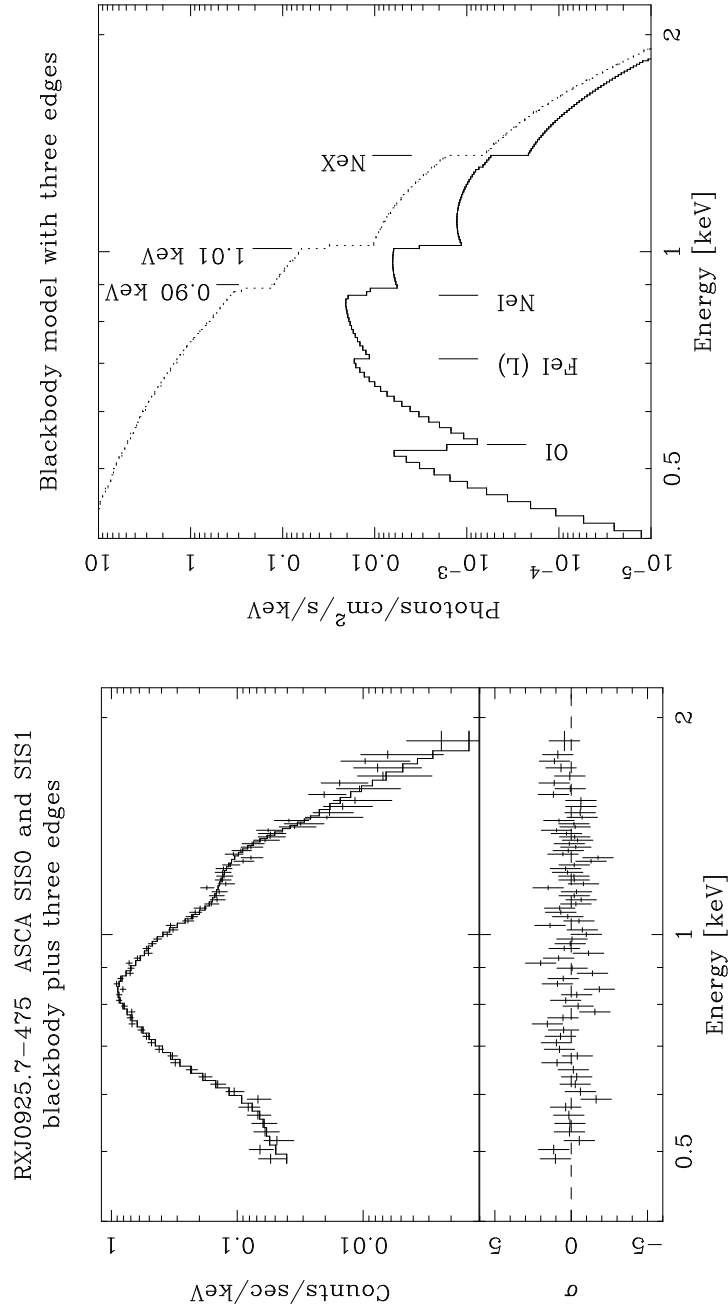 Blackbody model with three edges
10
1
0.1
0.01
10−3
10−4
10−5
Photons/cm2/s/keV
0.90 keV
1.01 keV
NeX
OI
FeI (L)
NeI
0.5
1
2
Energy [keV]
RXJ0925.7−475 ASCA SIS0 and SIS1
blackbody plus three edges
1
0.1
0.01
Counts/sec/keV
5
0
−5
σ
0.5
1
2
Energy [keV]